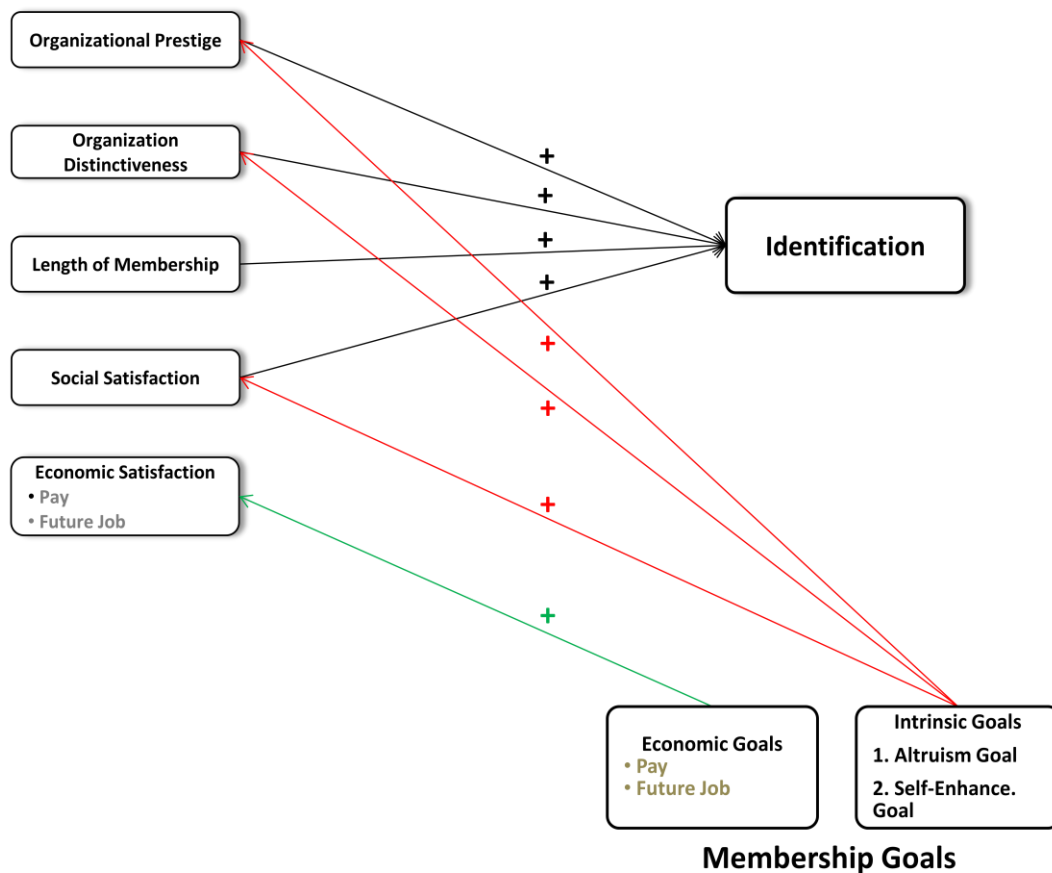 Organizational Prestige
Organization
Distinctiveness
Length of Membership
Social Satisfaction
Economic Satisfaction
• Pay
• Future Job
+
+
+
+
Identification
+
+
+
+
Economic Goals
• Pay
• Future Job
Intrinsic Goals
1. Altruism Goal
2. Self-Enhance.
Goal
Membership Goals